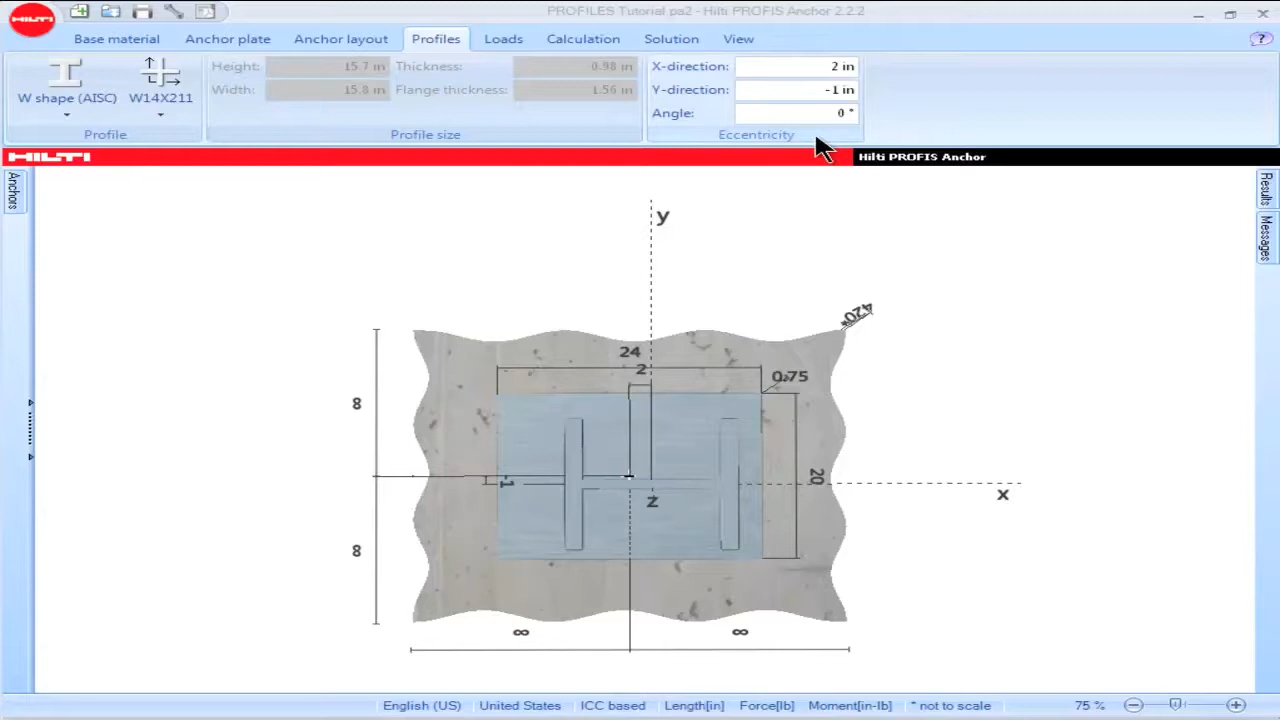 HILTI
PROFILES Tutorial pa2 - Hilti PROFIS Anchor 2.2.2
Base material Anchor plate Anchor layout Profiles Loads Calculation Solution View
Height: 15.7 in Thickness: 0.98 in X-direction: 2 in
Width: 15.8 in Flange thickness: 1.56 in Y-direction: -1 in
W shape (AISC) W14X211 Angle: 0 °
Profile Profile size Eccentricity
HILTI Hilti PROFIS Anchor
Anchors
Results
Messages
y
420*
24
2
0.75
8
-1
20
z
x
8
∞ ∞
English (US) United States ICC based Length[in] Force[lb] Moment[in-lb] * not to scale 75 %